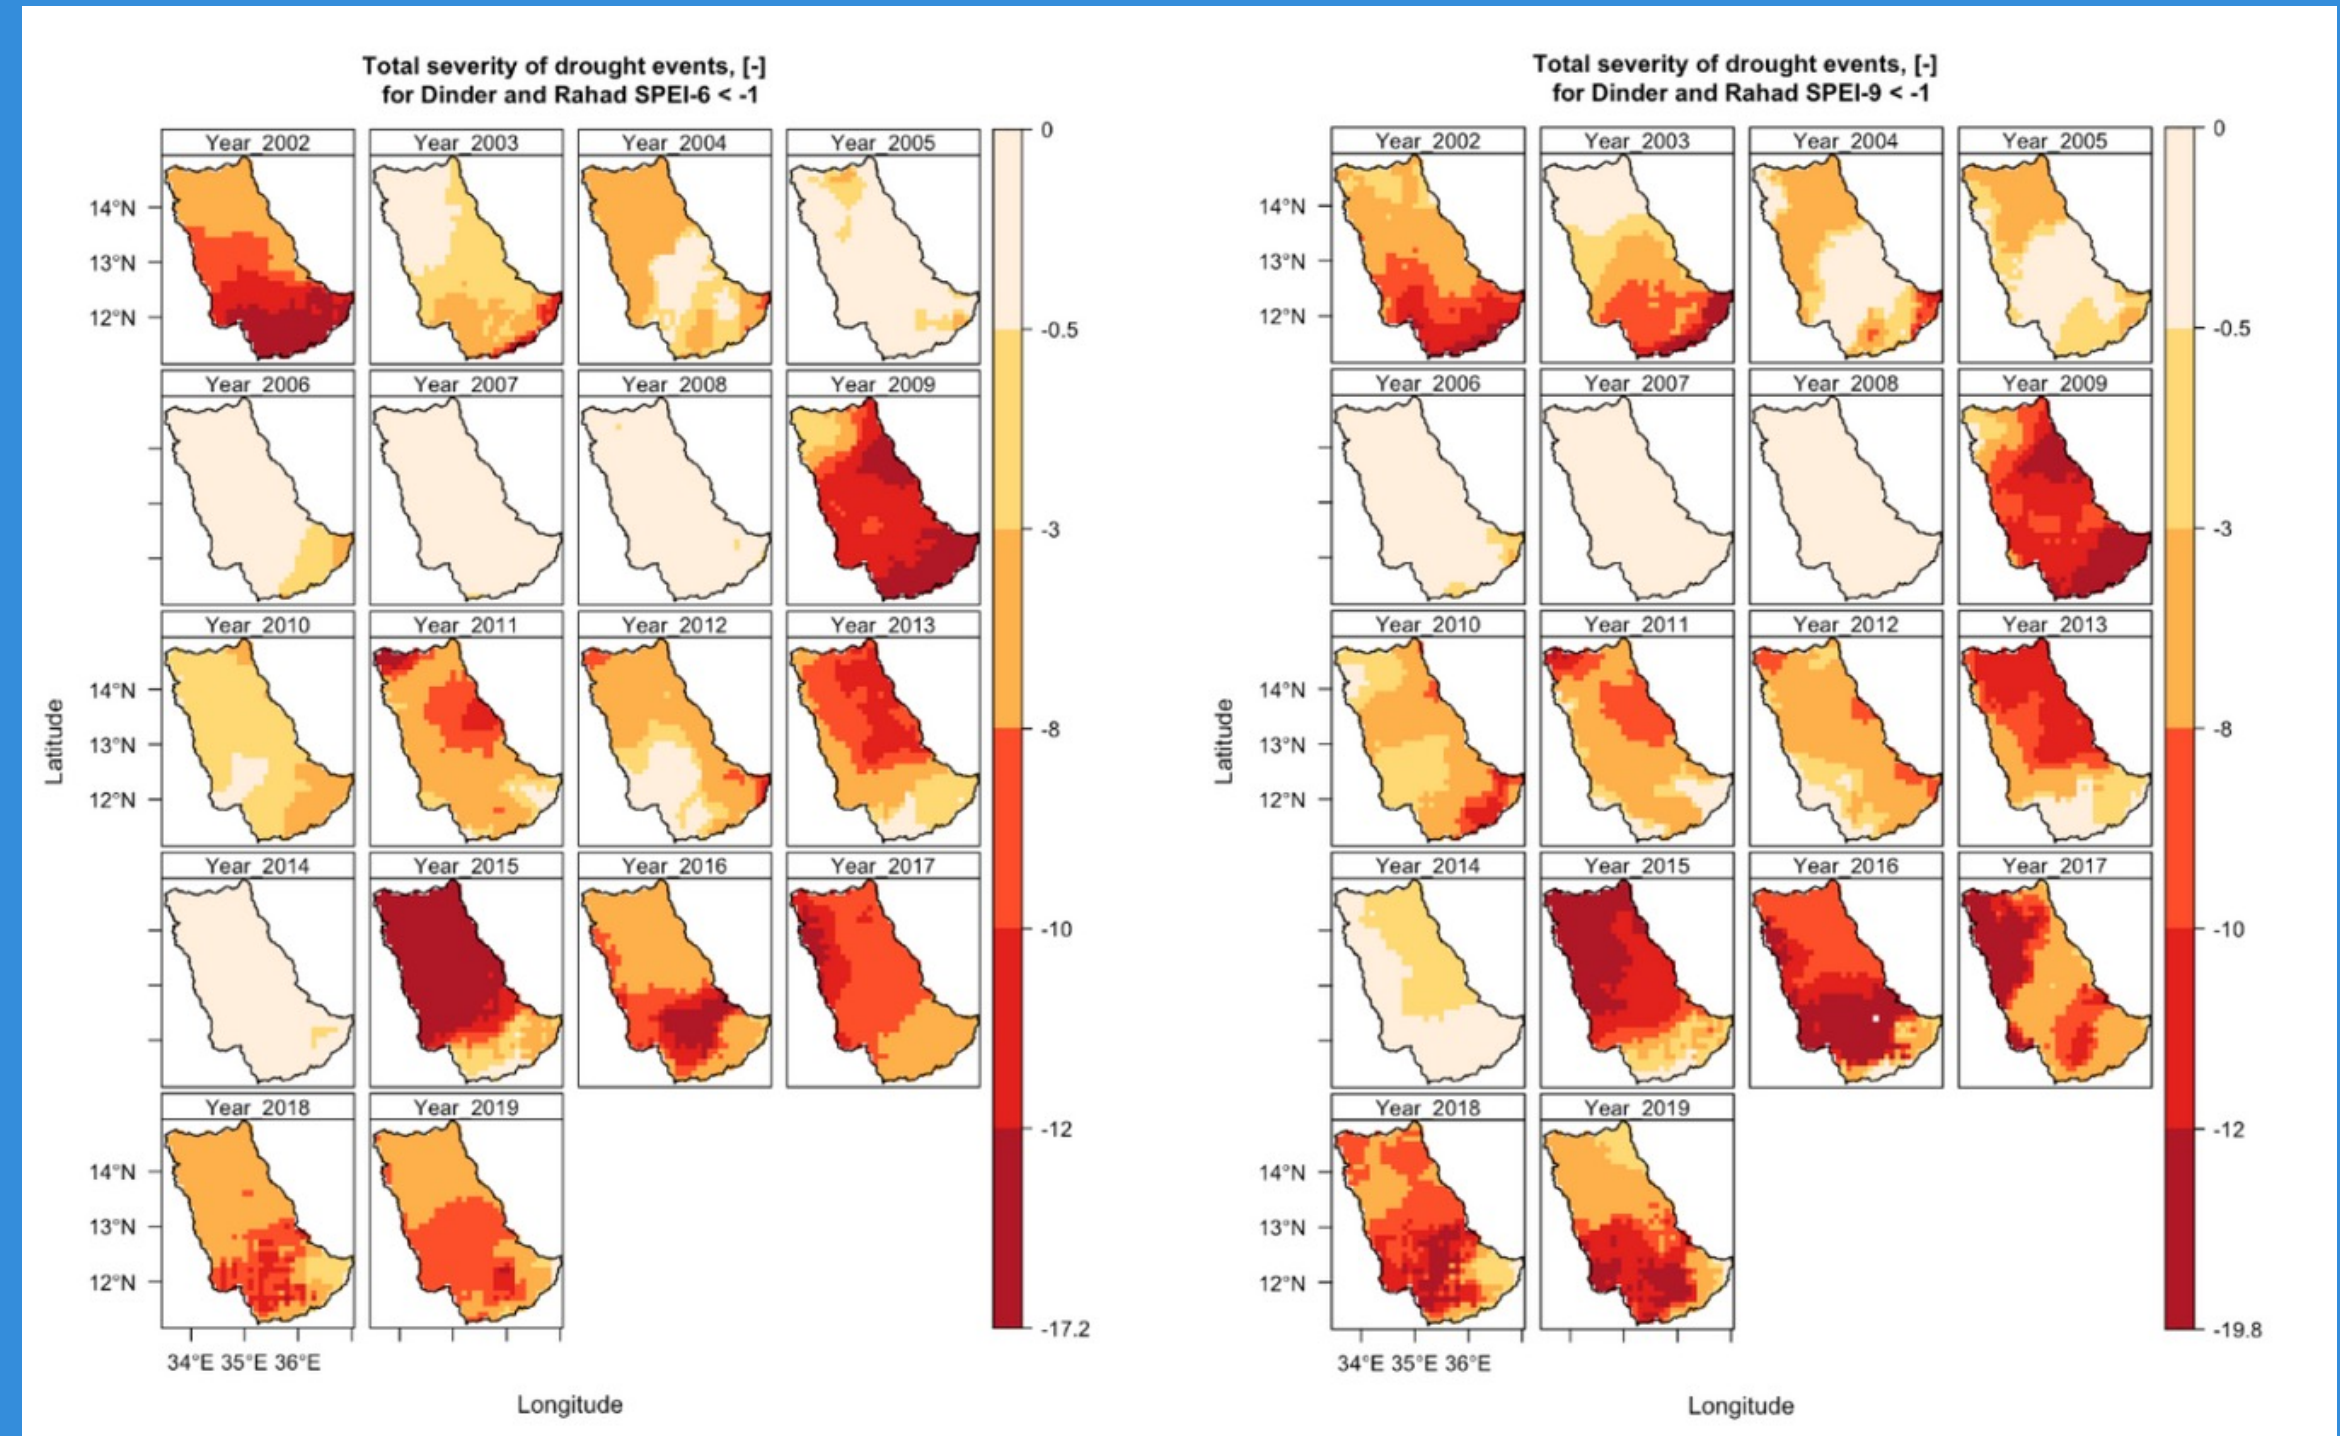 Total severity of drought events, [-]
for Dinder and Rahad SPEI-6 < -1
Year_2002 Year_2003 Year_2004 Year_2005
14°N
13°N
12°N
Year_2006 Year_2007 Year_2008 Year_2009
Year_2010 Year_2011 Year_2012 Year_2013
14°N
13°N
12°N
Year_2014 Year_2015 Year_2016 Year_2017
Year_2018 Year_2019
14°N
13°N
12°N
34°E 35°E 36°E
Latitude
Longitude
0
-0.5
-3
-8
-10
-12
-17.2
Total severity of drought events, [-]
for Dinder and Rahad SPEI-9 < -1
Year_2002 Year_2003 Year_2004 Year_2005
14°N
13°N
12°N
Year_2006 Year_2007 Year_2008 Year_2009
Year_2010 Year_2011 Year_2012 Year_2013
14°N
13°N
12°N
Year_2014 Year_2015 Year_2016 Year_2017
Year_2018 Year_2019
14°N
13°N
12°N
34°E 35°E 36°E
Latitude
Longitude
0
-0.5
-3
-8
-10
-12
-19.8